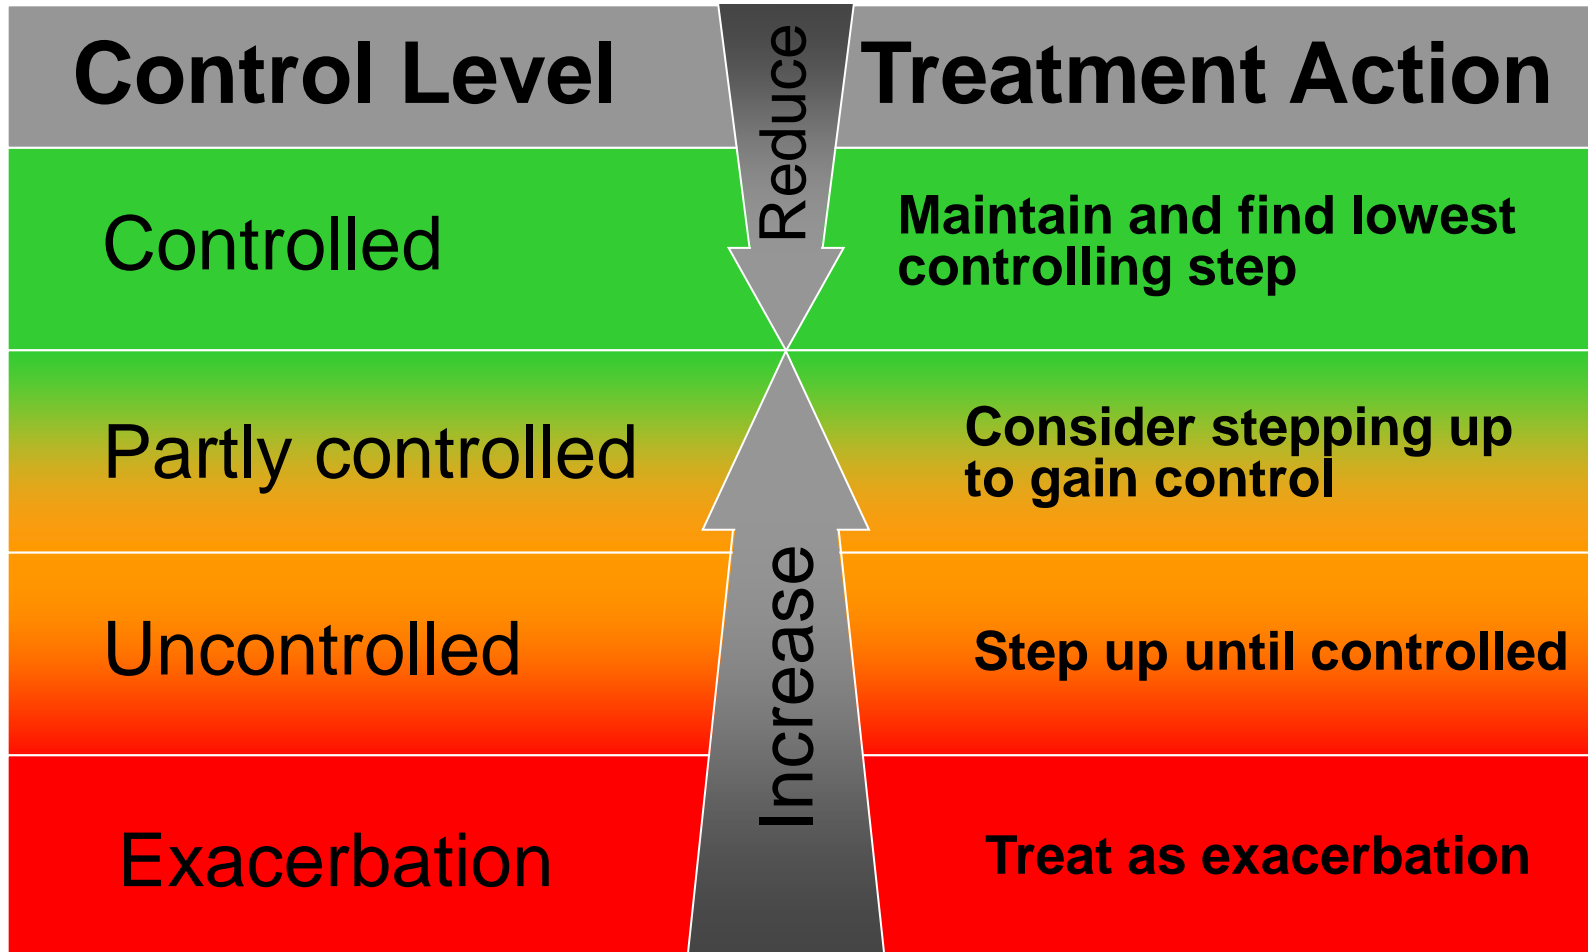 Control Level
Reduce
Treatment Action
Controlled
Maintain and find lowest
controlling step
Partly controlled
Consider stepping up
to gain control
Increase
Uncontrolled
Step up until controlled
Exacerbation
Treat as exacerbation